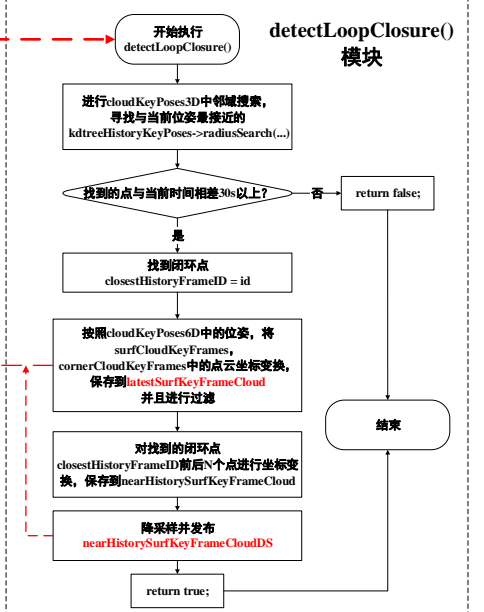 detectLoopClosure()
模块
开始执行
detectLoopClosure()
进行cloudKeyPoses3D中邻域搜索，
寻找与当前位姿最接近的
kdtreeHistoryKeyPoses->radiusSearch(...)
找到的点与当前时间相差30s以上？
否
return false;
是
找到闭环点
closestHistoryFrameID = id
按照cloudKeyPoses6D中的位姿，将
surfCloudKeyFrames，
cornerCloudKeyFrames中的点云坐标变换，
保存到latestSurfKeyFrameCloud
并且进行过滤
结束
对找到的闭环点
closestHistoryFrameID前后N个点进行坐标变
换，保存到nearHistorySurfKeyFrameCloud
降采样并发布
nearHistorySurfKeyFrameCloudDS
return true;